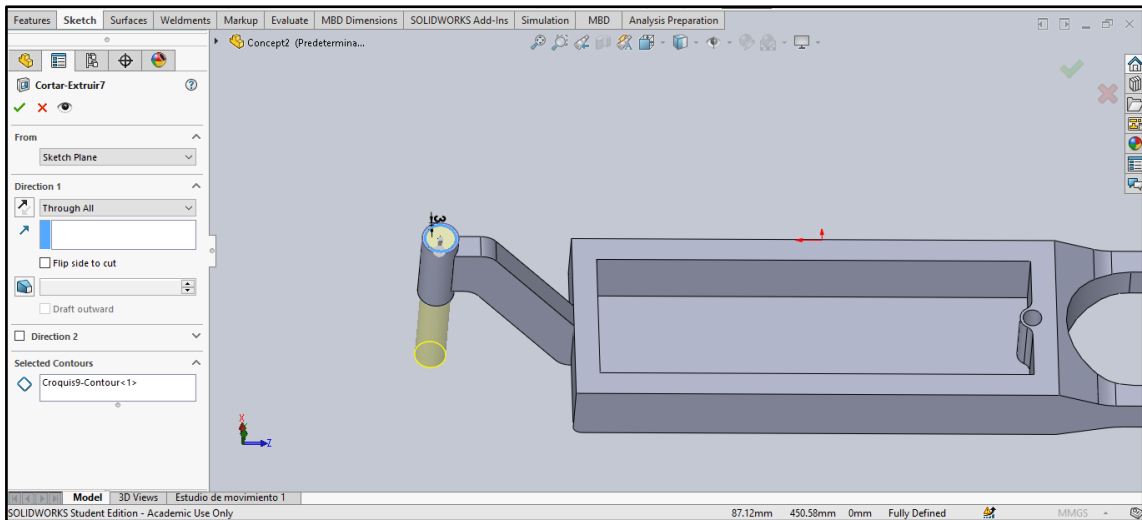 Features Sketch Surfaces Weldments Markup Evaluate MBD Dimensions SOLIDWORKS Add-Ins Simulation MBD Analysis Preparation
Concept2 (Predetermina...
Cortar-Extruir7
From
Sketch Plane
Direction 1
Through All
Flip side to cut
Draft outward
Direction 2
Selected Contours
Croquis9-Contour<1>
3
X
Z
Model 3D Views Estudio de movimiento 1
SOLIDWORKS Student Edition - Academic Use Only 87.12mm 450.58mm 0mm Fully Defined MMGS -